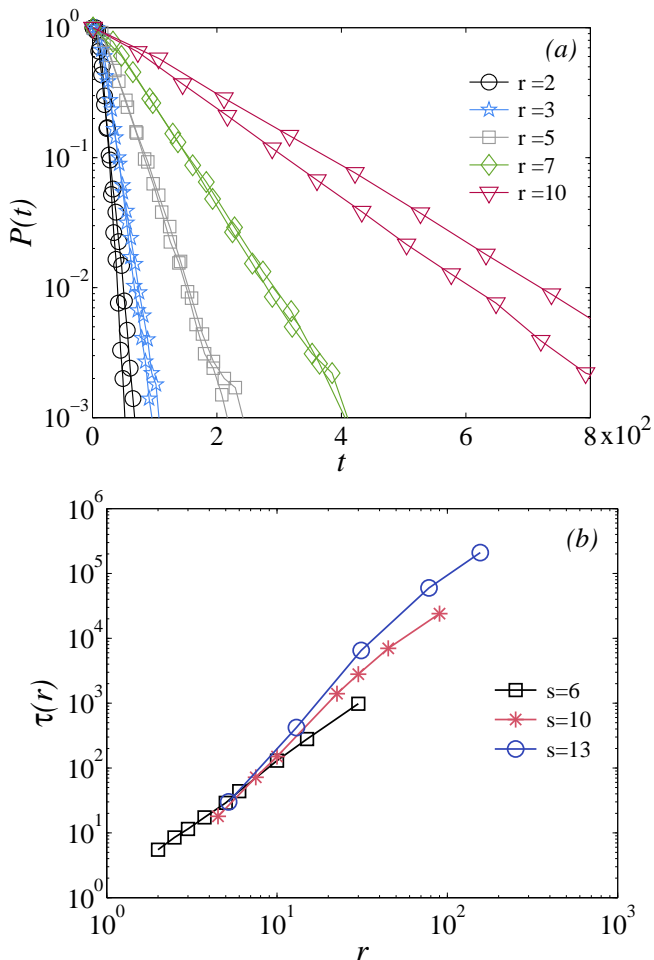 10^0
10^-1
10^-2
10^-3
P(t)
(a)
r =2
r =3
r =5
r =7
r =10
0 2 4 6 8 x10^2
t
10^6
10^5
10^4
10^3
10^2
10^1
10^0
τ(r)
(b)
s=6
s=10
s=13
10^0 10^1 10^2 10^3
r